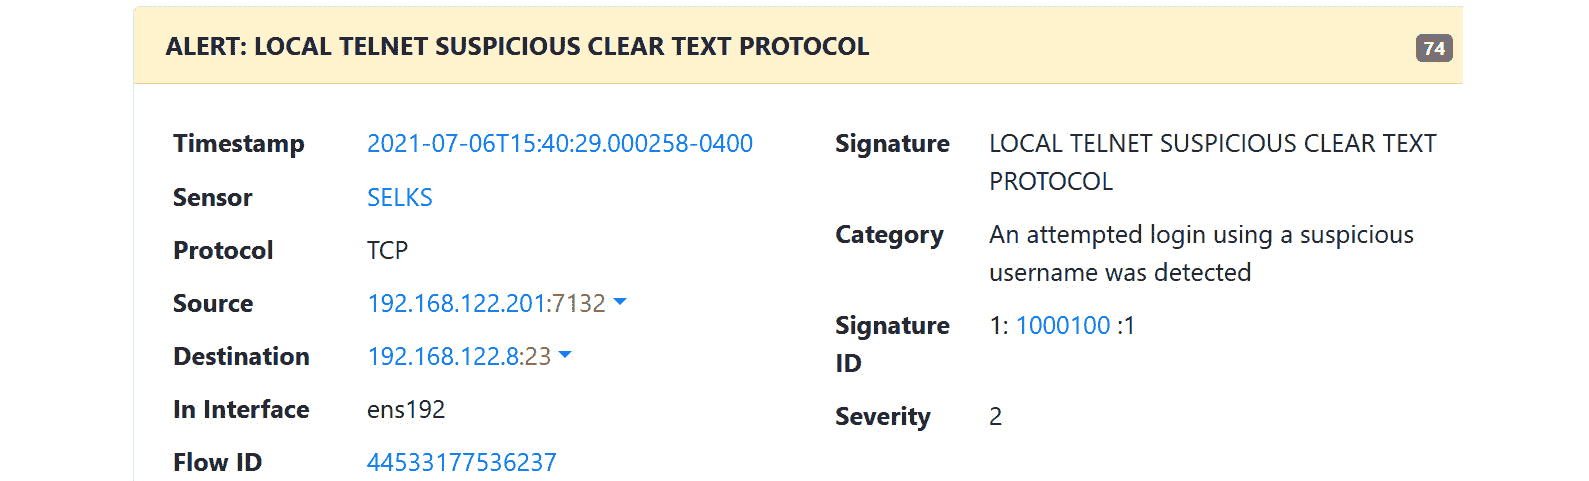 ALERT: LOCAL TELNET SUSPICIOUS CLEAR TEXT PROTOCOL
74
Timestamp 2021-07-06T15:40:29.000258-0400
Sensor SELKS
Protocol TCP
Source 192.168.122.201:7132
Destination 192.168.122.8:23
In Interface ens192
Flow ID 44533177536237
Signature LOCAL TELNET SUSPICIOUS CLEAR TEXT
PROTOCOL
Category An attempted login using a suspicious
username was detected
Signature 1: 1000100 :1
ID
Severity 2